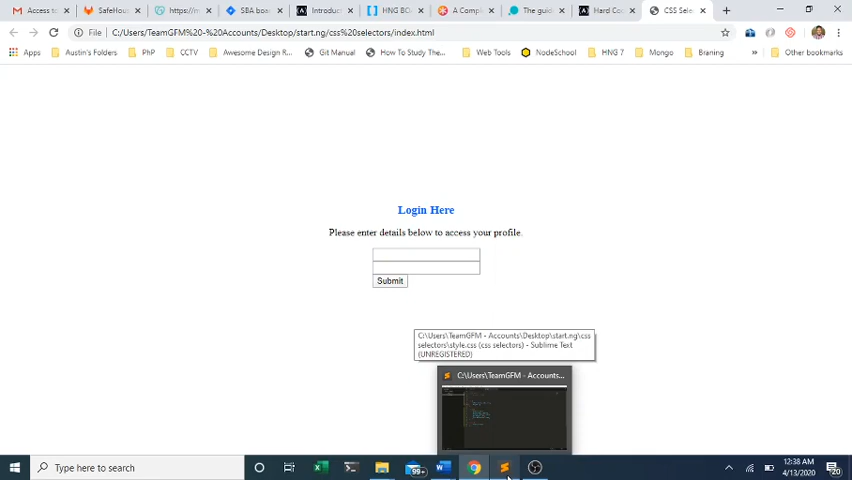 Access to
SafeHous
https://m
SBA boa
Introduc
HNG BO
A Compl
The guid
Hard Co
CSS Sele
File
C:/Users/TeamGFM%20-%20Accounts/Desktop/start.ng/css%20selectors/index.html
Apps
Austin's Folders
PhP
CCTV
Awesome Design R...
Git Manual
How To Study The...
Web Tools
NodeSchool
HNG 7
Mongo
Braning
Other bookmarks
Login Here
Please enter details below to access your profile.
Submit
C:\Users\TeamGFM - Accounts\Desktop\start.ng\css
selectors\style.css (css selectors) - Sublime Text
(UNREGISTERED)
C:\Users\TeamGFM - Accounts...
Type here to search
99+
12:38 AM
4/13/2020
20